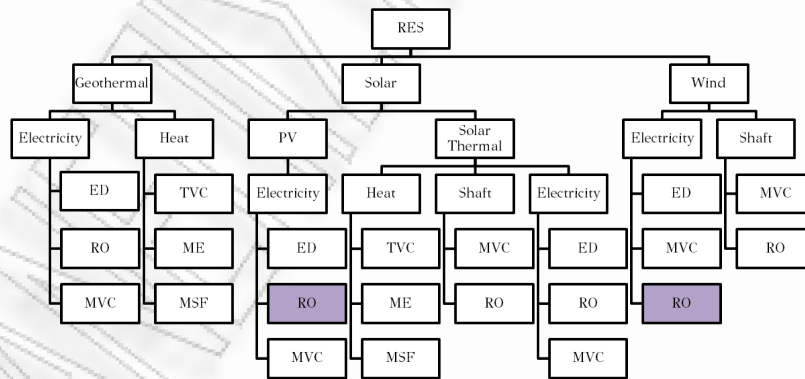 RES
Geothermal
Solar
Wind
Electricity
Heat
PV
Solar
Thermal
Electricity
Shaft
Electricity
Heat
Shaft
Electricity
ED
TVC
ED
MVC
RO
ME
ED
TVC
MVC
ED
MVC
RO
MVC
MSF
RO
ME
RO
RO
RO
MVC
MSF
MVC